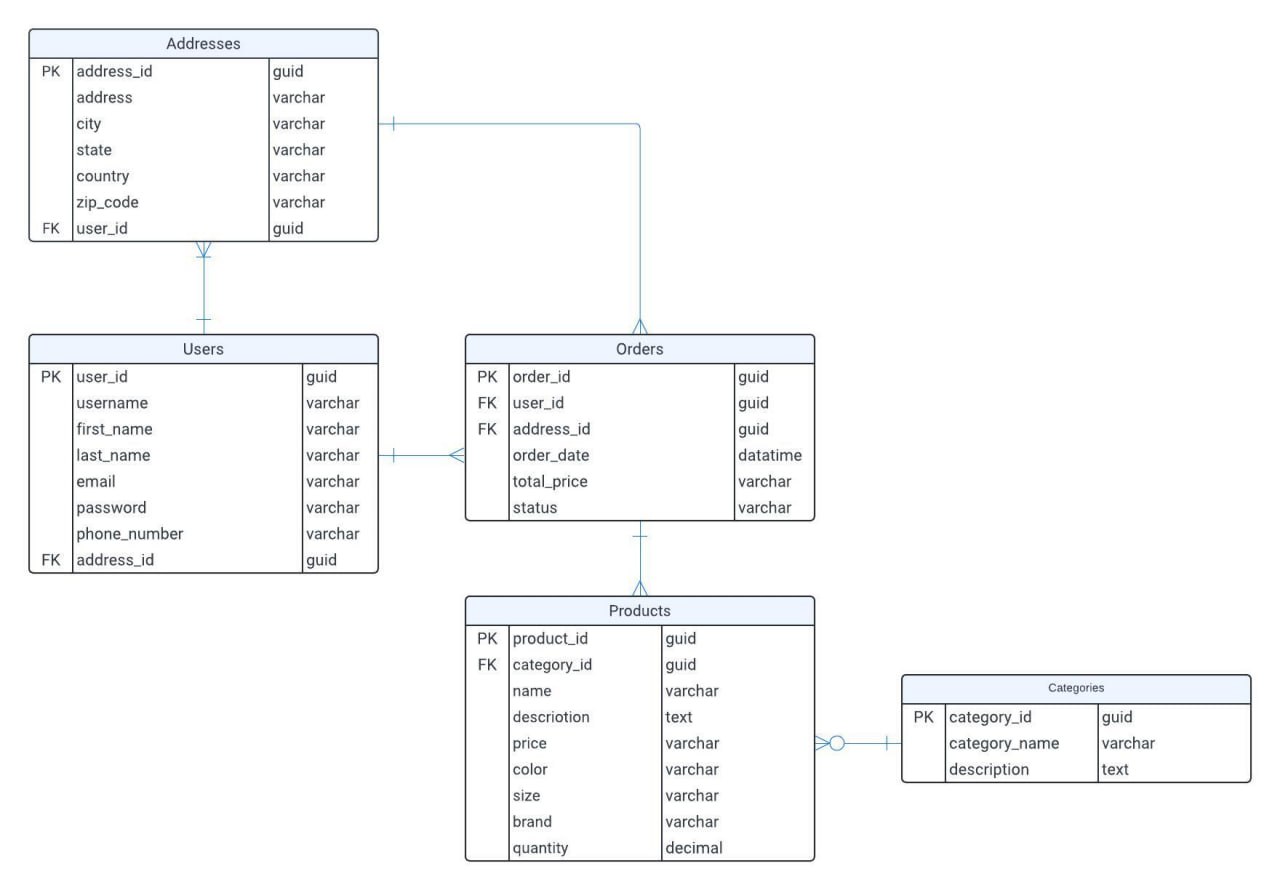 Addresses
PK address_id guid
address varchar
city varchar
state varchar
country varchar
zip_code varchar
FK user_id guid
Users
PK user_id guid
username varchar
first_name varchar
last_name varchar
email varchar
password varchar
phone_number varchar
FK address_id guid
Orders
PK order_id guid
FK user_id guid
FK address_id guid
order_date datatime
total_price varchar
status varchar
Products
PK product_id guid
FK category_id guid
name varchar
descriotion text
price varchar
color varchar
size varchar
brand varchar
quantity decimal
Categories
PK category_id guid
category_name varchar
description text